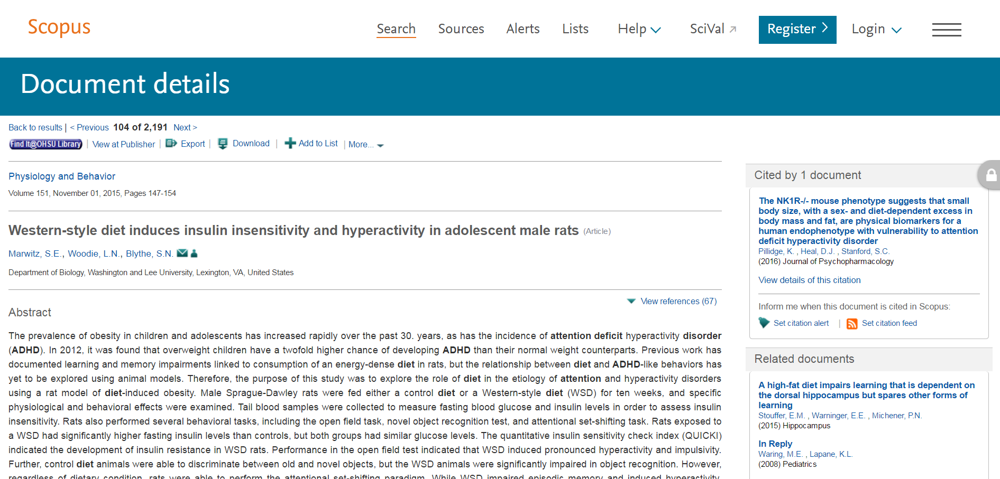 Scopus
Search Sources Alerts Lists Help SciVal Register Login
Document details
Back to results | < Previous 104 of 2,191 Next >
Find It@OHSU Library | View at Publisher | Export | Download | Add to List | More...
Physiology and Behavior
Volume 151, November 01, 2015, Pages 147-154
Western-style diet induces insulin insensitivity and hyperactivity in adolescent male rats (Article)
Marwitz, S.E., Woodie, L.N., Blythe, S.N.
Department of Biology, Washington and Lee University, Lexington, VA, United States
View references (67)
Abstract
The prevalence of obesity in children and adolescents has increased rapidly over the past 30. years, as has the incidence of attention deficit hyperactivity disorder
(ADHD). In 2012, it was found that overweight children have a twofold higher chance of developing ADHD than their normal weight counterparts. Previous work has
documented learning and memory impairments linked to consumption of an energy-dense diet in rats, but the relationship between diet and ADHD-like behaviors has
yet to be explored using animal models. Therefore, the purpose of this study was to explore the role of diet in the etiology of attention and hyperactivity disorders
using a rat model of diet-induced obesity. Male Sprague-Dawley rats were fed either a control diet or a Western-style diet (WSD) for ten weeks, and specific
physiological and behavioral effects were examined. Tail blood samples were collected to measure fasting blood glucose and insulin levels in order to assess insulin
insensitivity. Rats also performed several behavioral tasks, including the open field task, novel object recognition test, and attentional set-shifting task. Rats exposed to
a WSD had significantly higher fasting insulin levels than controls, but both groups had similar glucose levels. The quantitative insulin sensitivity check index (QUICKI)
indicated the development of insulin resistance in WSD rats. Performance in the open field test indicated that WSD induced pronounced hyperactivity and impulsivity.
Further, control diet animals were able to discriminate between old and novel objects, but the WSD animals were significantly impaired in object recognition. However,
regardless of dietary condition, rats were able to perform the attentional set-shifting paradigm. While WSD impaired episodic memory and induced hyperactivity,
Cited by 1 document
The NK1R-/- mouse phenotype suggests that small
body size, with a sex- and diet-dependent excess in
body mass and fat, are physical biomarkers for a
human endophenotype with vulnerability to attention
deficit hyperactivity disorder
Pillidge, K. , Heal, D.J. , Stanford, S.C.
(2016) Journal of Psychopharmacology
View details of this citation
Inform me when this document is cited in Scopus:
Set citation alert | Set citation feed
Related documents
A high-fat diet impairs learning that is dependent on
the dorsal hippocampus but spares other forms of
learning
Stouffer, E.M. , Warninger, E.E. , Michener, P.N.
(2015) Hippocampus
In Reply
Waring, M.E. , Lapane, K.L.
(2008) Pediatrics